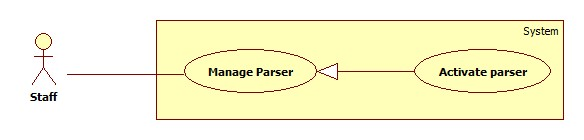 System
Manage Parser
Activate parser
Staff